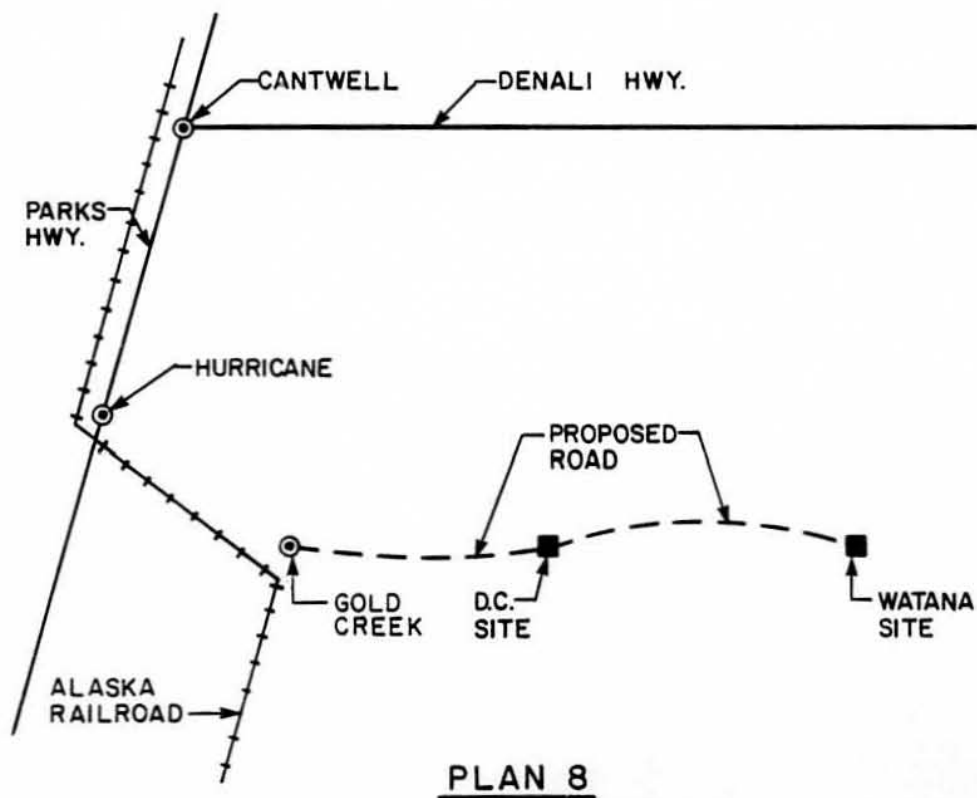 CANTWELL
DENALI HWY.
PARKS
HWY.
HURRICANE
PROPOSED
ROAD
GOLD
CREEK
D.C.
SITE
WATANA
SITE
ALASKA
RAILROAD
PLAN 8